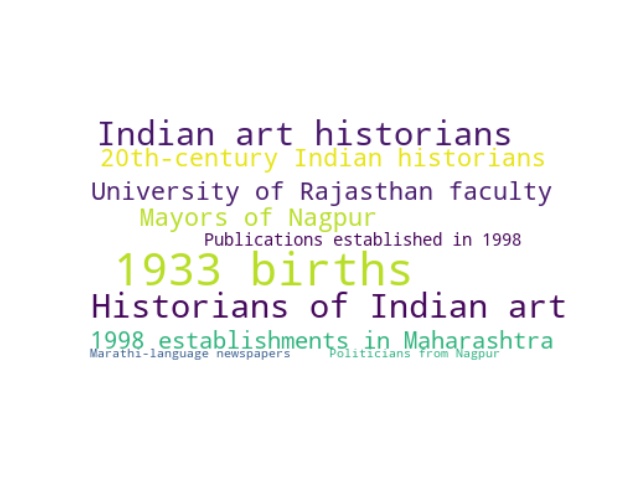 Indian art historians
20th-century Indian historians
University of Rajasthan faculty
Mayors of Nagpur
Publications established in 1998
1933 births
Historians of Indian art
1998 establishments in Maharashtra
Marathi-language newspapers Politicians from Nagpur